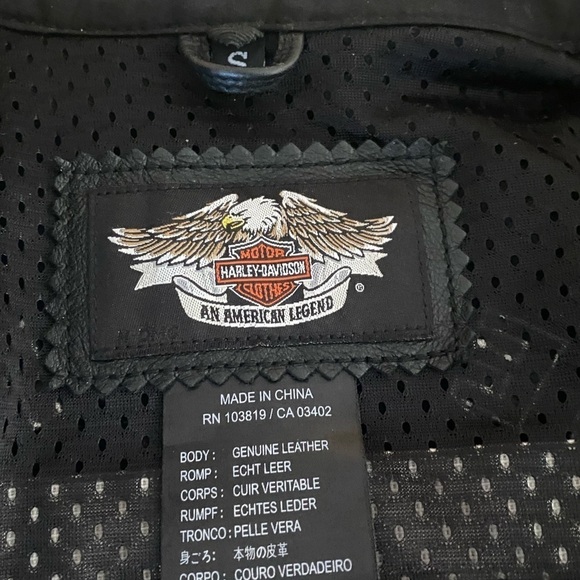 S
MOTOR
HARLEY-DAVIDSON
CLOTHES
AN AMERICAN LEGEND
®
MADE IN CHINA
RN 103819 / CA 03402
BODY: GENUINE LEATHER
ROMP: ECHT LEER
CORPS: CUIR VERITABLE
RUMPF: ECHTES LEDER
TRONCO: PELLE VERA
身ごろ: 本物の皮革
CORPO: COURO VERDADEIRO